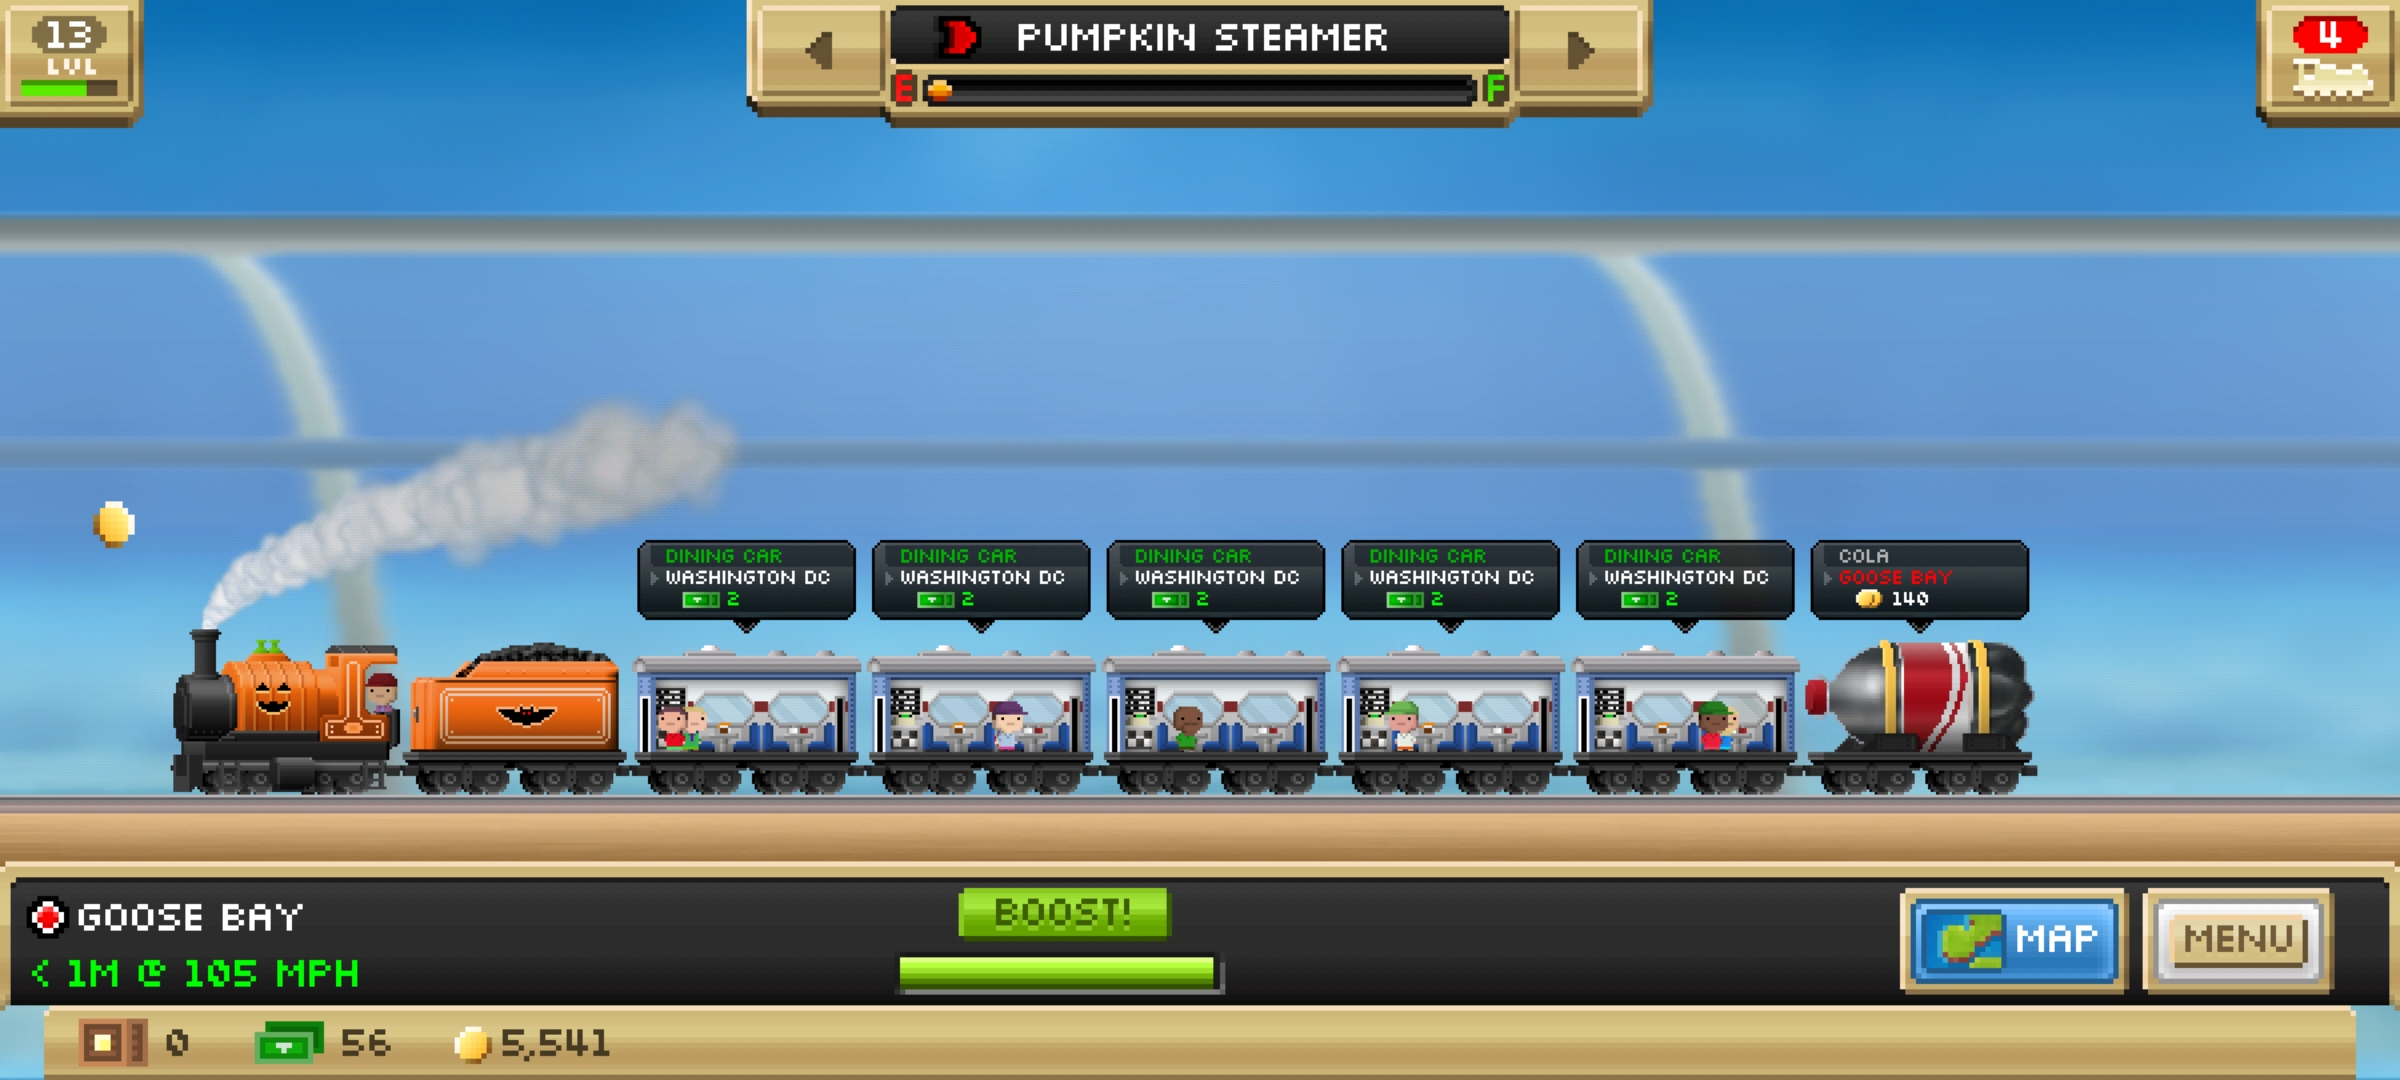 13
LVL
PUMPKIN STEAMER
E F
4
DINING CAR
WASHINGTON DC
2
DINING CAR
WASHINGTON DC
2
DINING CAR
WASHINGTON DC
2
DINING CAR
WASHINGTON DC
2
DINING CAR
WASHINGTON DC
2
COLA
GOOSE BAY
140
GOOSE BAY
< 1M @ 105 MPH
BOOST!
MAP
MENU
0 56 5,541